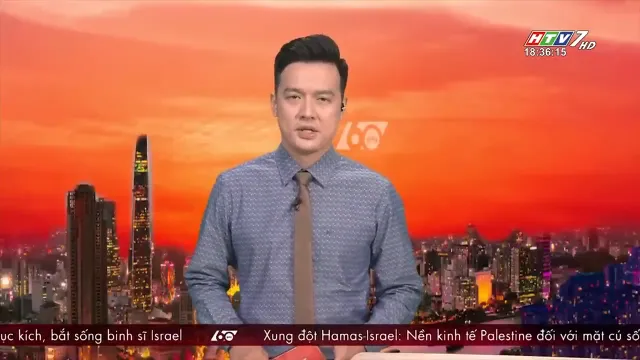 HTV7 HD
18:36:15
60
ục kích, bắt sống binh sĩ Israel 60 Xung đột Hamas-Israel: Nền kinh tế Palestine đối với mặt cú số